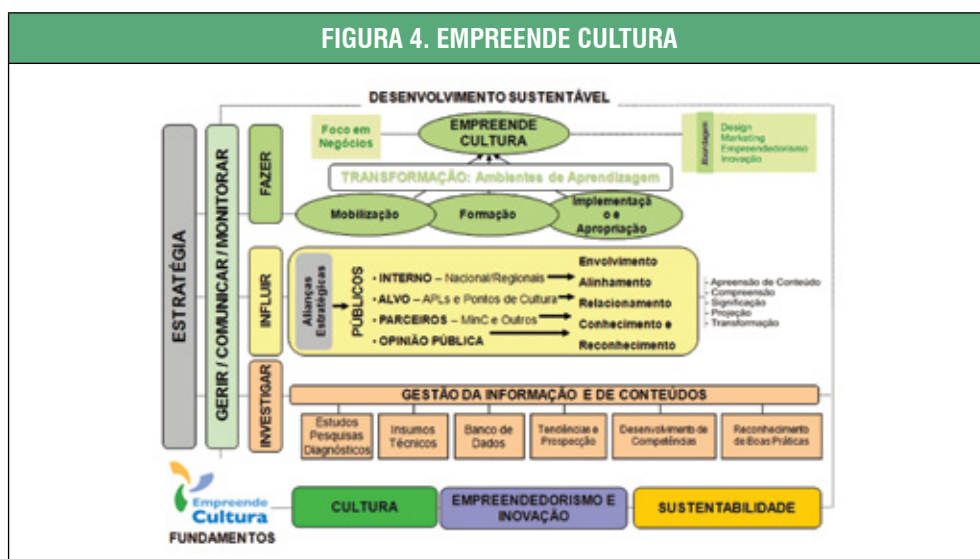 FIGURA 4. EMPREENDE CULTURA
DESENVOLVIMENTO SUSTENTÁVEL
ESTRATÉGIA
GERIR / COMUNICAR / MONITORAR
FAZER
Foco em
Negócios
EMPREENDE
CULTURA
Abordagem
Design
Marketing
Empreendedorismo
Inovação
TRANSFORMAÇÃO: Ambientes de Aprendizagem
Mobilização
Formação
Implementaçã
o e
Apropriação
INFLUIR
Alianças
Estratégicas
PÚBLICOS
• INTERNO – Nacional/Regionais
• ALVO – APLs e Pontos de Cultura
• PARCEIROS – MinC e Outros
• OPINIÃO PÚBLICA
Envolvimento
Alinhamento
Relacionamento
Conhecimento e
Reconhecimento
- Apreensão de Conteúdo
- Compreensão
- Significação
- Projeção
- Transformação
INVESTIGAR
GESTÃO DA INFORMAÇÃO E DE CONTEÚDOS
Estudos
Pesquisas
Diagnósticos
Insumos
Técnicos
Banco de
Dados
Tendências e
Prospecção
Desenvolvimento de
Competências
Reconhecimento
de Boas Práticas
Empreende
Cultura
FUNDAMENTOS
CULTURA
EMPREENDEDORISMO E
INOVAÇÃO
SUSTENTABILIDADE